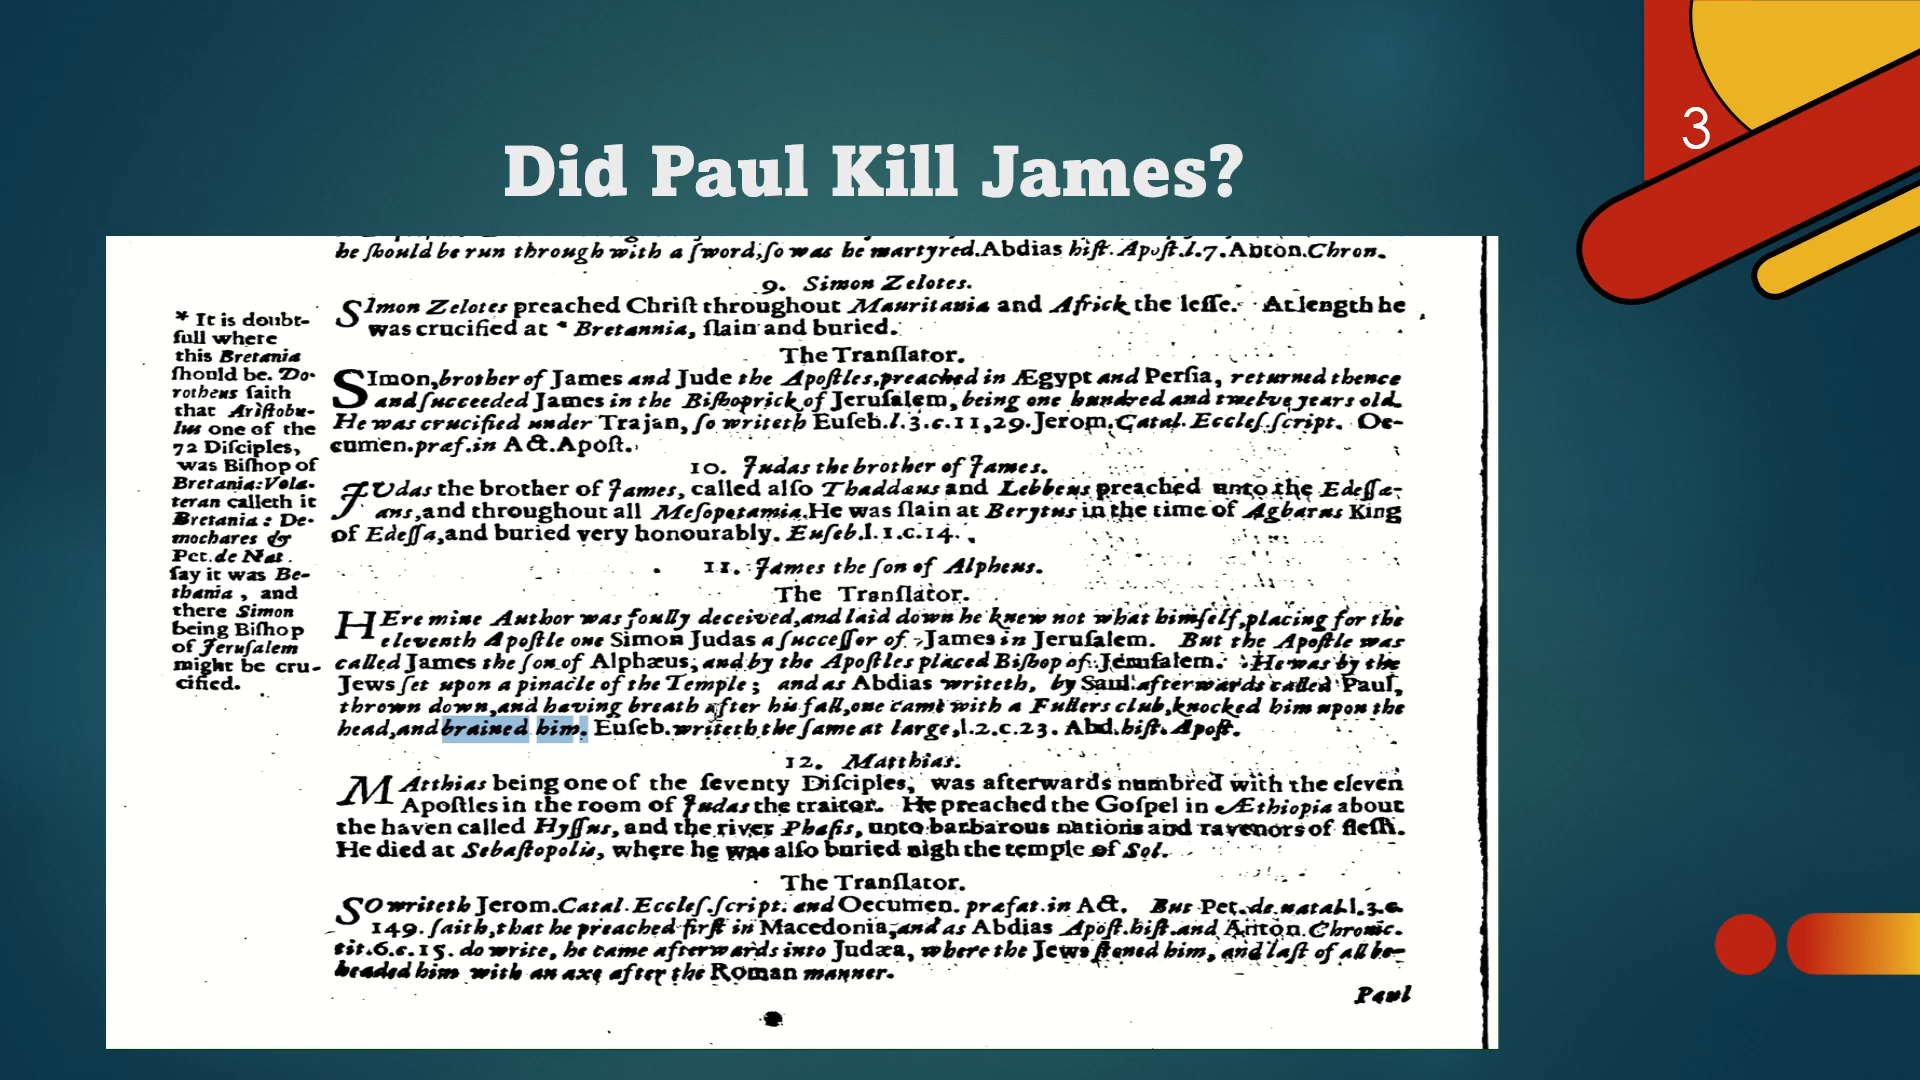 3
Did Paul Kill James?
he ſhould be run through with a ſword, ſo was he martyred. Abdias hiſt. Apoſt. l. 7. Abton. Chron.
9. Simon Zelotes.
SImon Zelotes preached Chriſt throughout Mauritania and Africk the leſſe. At length he
was crucified at * Bretannia, ſlain and buried.
* It is doubt-
full where
this Bretania
ſhould be. Do-
rotheus ſaith
that Ariſtobu-
lus one of the
72 Diſciples,
was Biſhop of
Bretania: Vola-
teran calleth it
Bretania: De-
mochares &
Pet. de Nat.
ſay it was Be-
thania, and
there Simon
being Biſhop
of Jeruſalem
might be cru-
cified.
The Tranſlator.
SImon, brother of James and Jude the Apoſtles, preached in Ægypt and Perſia, returned thence
and ſucceeded James in the Biſhoprick of Jeruſalem, being one hundred and twelve years old.
He was crucified under Trajan, ſo writeth Euſeb. l. 3. c. 11, 29. Jerom. Catal. Eccleſ. ſcript. Oe-
cumen. præf. in Act. Apoſt.
10. Judas the brother of James.
JUdas the brother of James, called alſo Thaddæus and Lebbeus preached unto the Edeſſæ-
ans, and throughout all Meſopotamia. He was ſlain at Berytus in the time of Agbarus King
of Edeſſa, and buried very honourably. Euſeb. l. 1. c. 14.
11. James the ſon of Alpheus.
The Tranſlator.
HEre mine Author was foully deceived, and laid down he knew not what himſelf, placing for the
eleventh Apoſtle one Simon Judas a ſucceſſor of James in Jeruſalem. But the Apoſtle was
called James the ſon of Alphæus, and by the Apoſtles placed Biſhop of Jeruſalem. He was by the
Jews ſet upon a pinacle of the Temple; and as Abdias writeth, by Saul afterwards called Paul,
thrown down, and having breath after his fall, one came with a Fullers club, knocked him upon the
head, and brained him. Euſeb. writeth the ſame at large, l. 2. c. 23. Abd. hiſt. Apoſt.
12. Matthias.
MAtthias being one of the ſeventy Diſciples, was afterwards numbred with the eleven
Apoſtles in the room of Judas the traitor. He preached the Goſpel in Æthiopia about
the haven called Hyſſus, and the river Phaſis, unto barbarous nations and ravenors of fleſh.
He died at Sebaſtopolis, where he was alſo buried nigh the temple of Sol.
The Tranſlator.
SO writeth Jerom. Catal. Eccleſ. ſcript. and Oecumen. præfat. in Act. But Pet. de natal. l. 3. c.
149. ſaith, that he preached firſt in Macedonia, and as Abdias Apoſt. hiſt. and Anton. Chronic.
tit. 6. c. 15. do write, he came afterwards into Judæa, where the Jews ſtoned him, and laſt of all be-
headed him with an axe after the Roman manner.
Paul